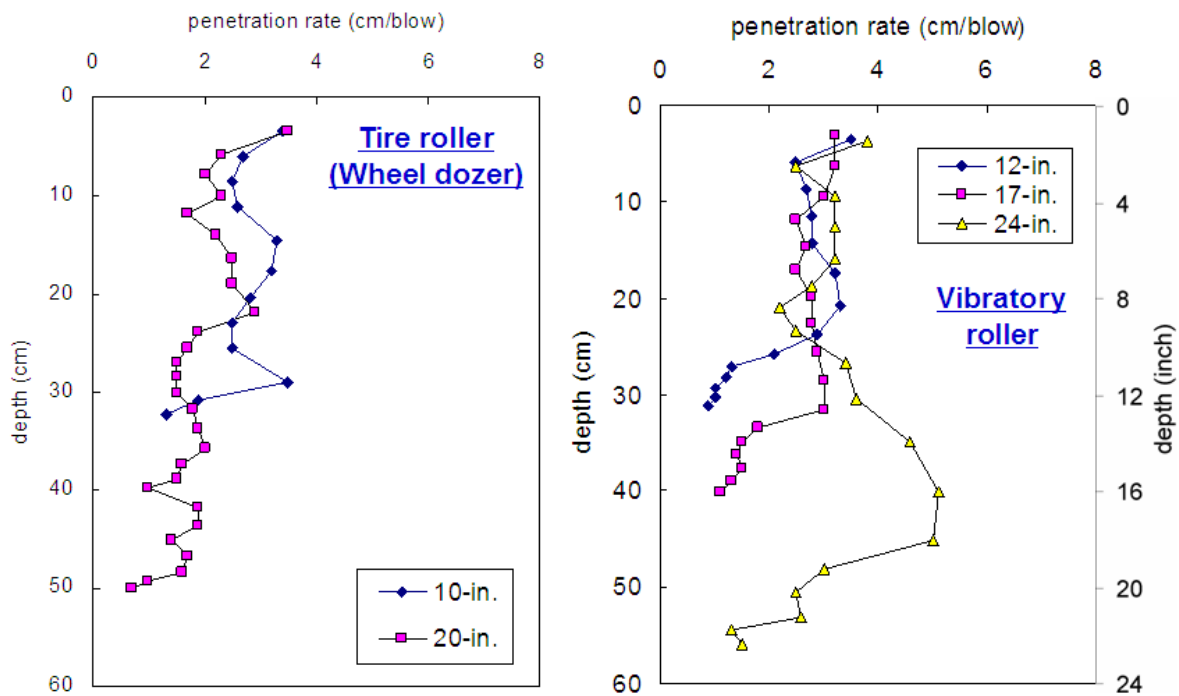 penetration rate (cm/blow)
0 2 4 6 8
0
10
20
30
40
50
60
depth (cm)
Tire roller
(Wheel dozer)
10-in.
20-in.
penetration rate (cm/blow)
0 2 4 6 8
0
10
20
30
40
50
60
depth (cm)
12-in.
17-in.
24-in.
Vibratory
roller
0
4
8
12
16
20
24
depth (inch)